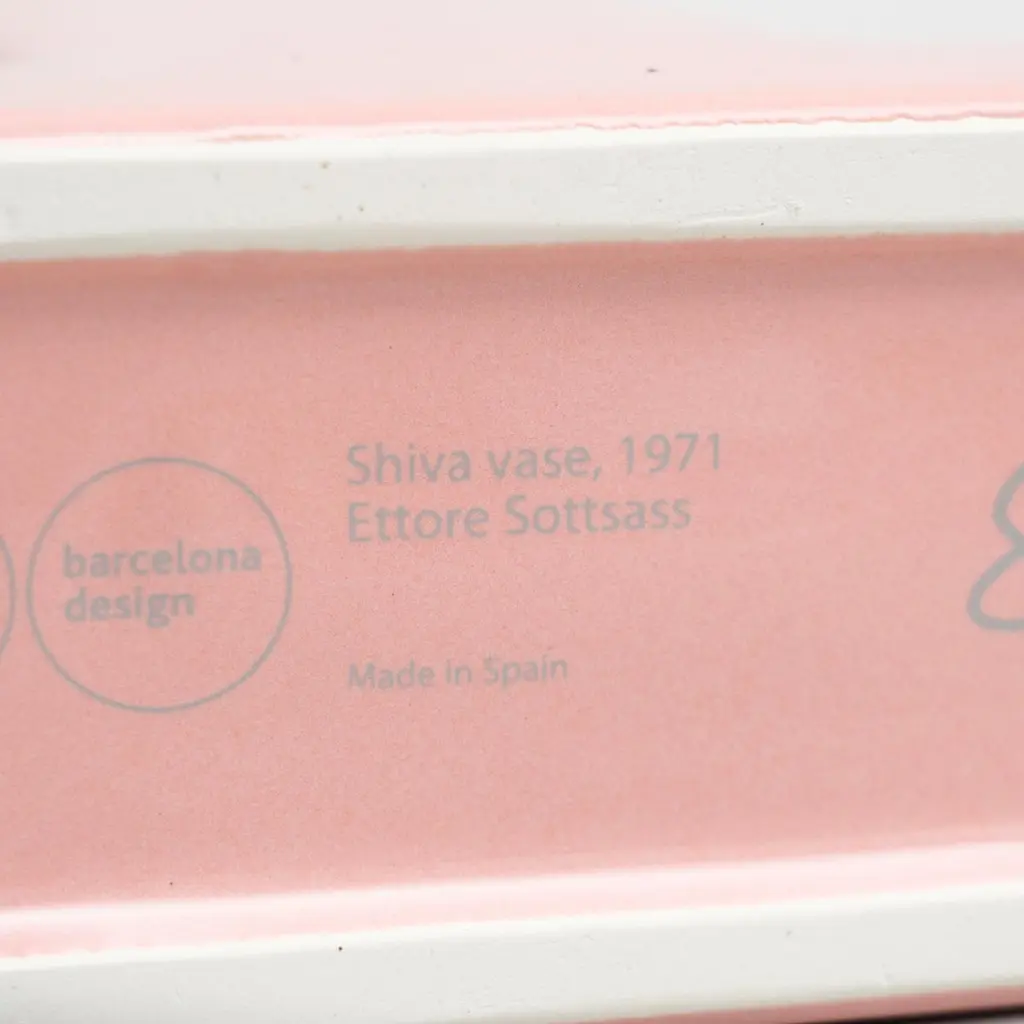 barcelona
design
Shiva vase, 1971
Ettore Sottsass
Made in Spain